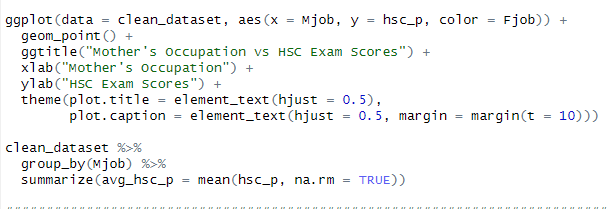 ggplot(data = clean_dataset, aes(x = Mjob, y = hsc_p, color = Fjob)) +
  geom_point() +
  ggtitle("Mother's Occupation vs HSC Exam Scores") +
  xlab("Mother's Occupation") +
  ylab("HSC Exam Scores") +
  theme(plot.title = element_text(hjust = 0.5),
        plot.caption = element_text(hjust = 0.5, margin = margin(t = 10)))
clean_dataset %>%
  group_by(Mjob) %>%
  summarize(avg_hsc_p = mean(hsc_p, na.rm = TRUE))